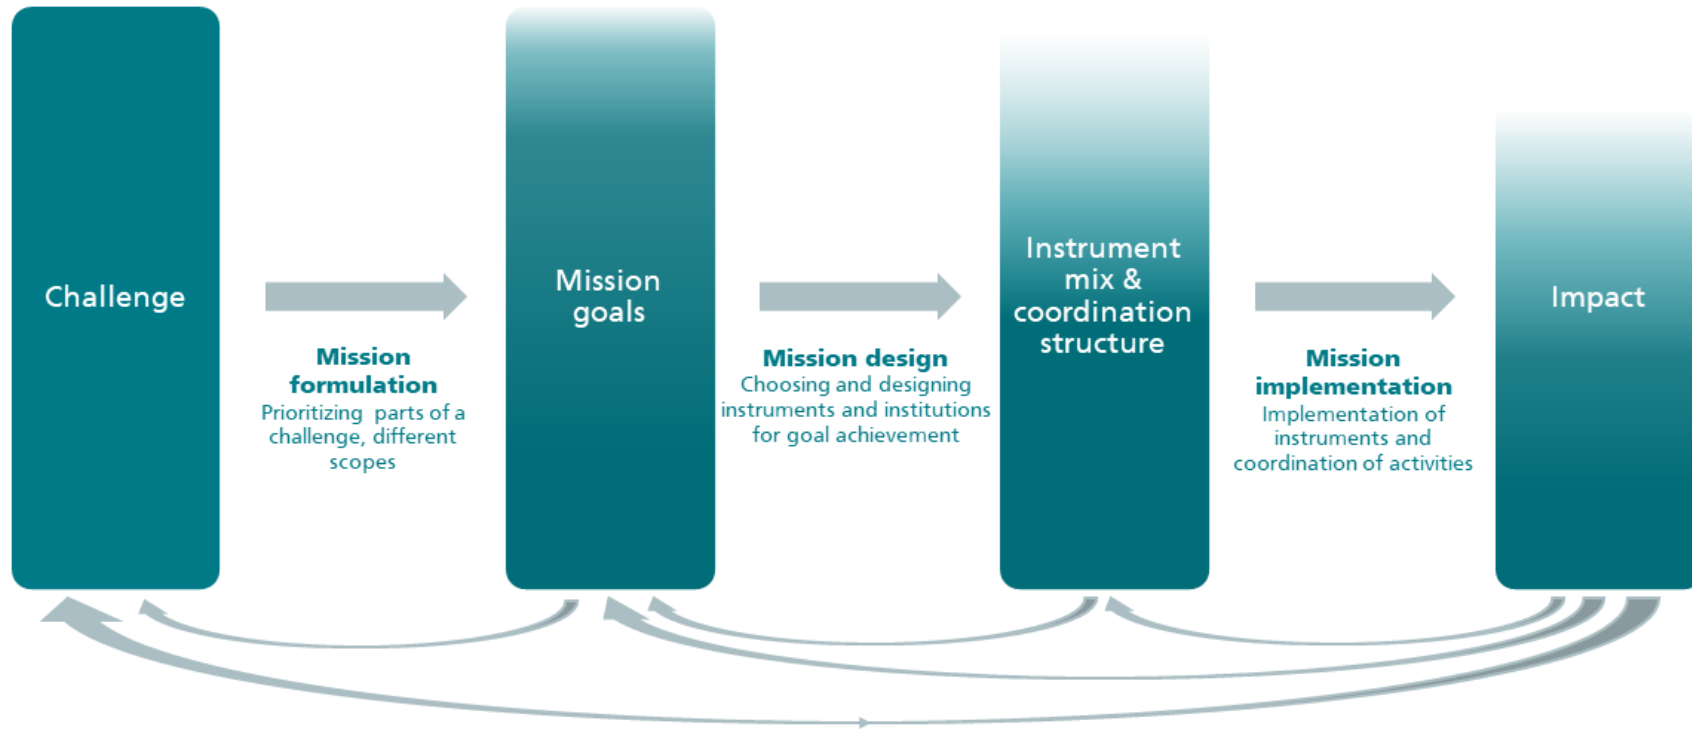 Challenge
Mission
formulation
Prioritizing  parts of a
challenge, different
scopes
Mission
goals
Mission design
Choosing and designing
instruments and institutions
for goal achievement
Instrument
mix &
coordination
structure
Mission
implementation
Implementation of
instruments and
coordination of activities
Impact